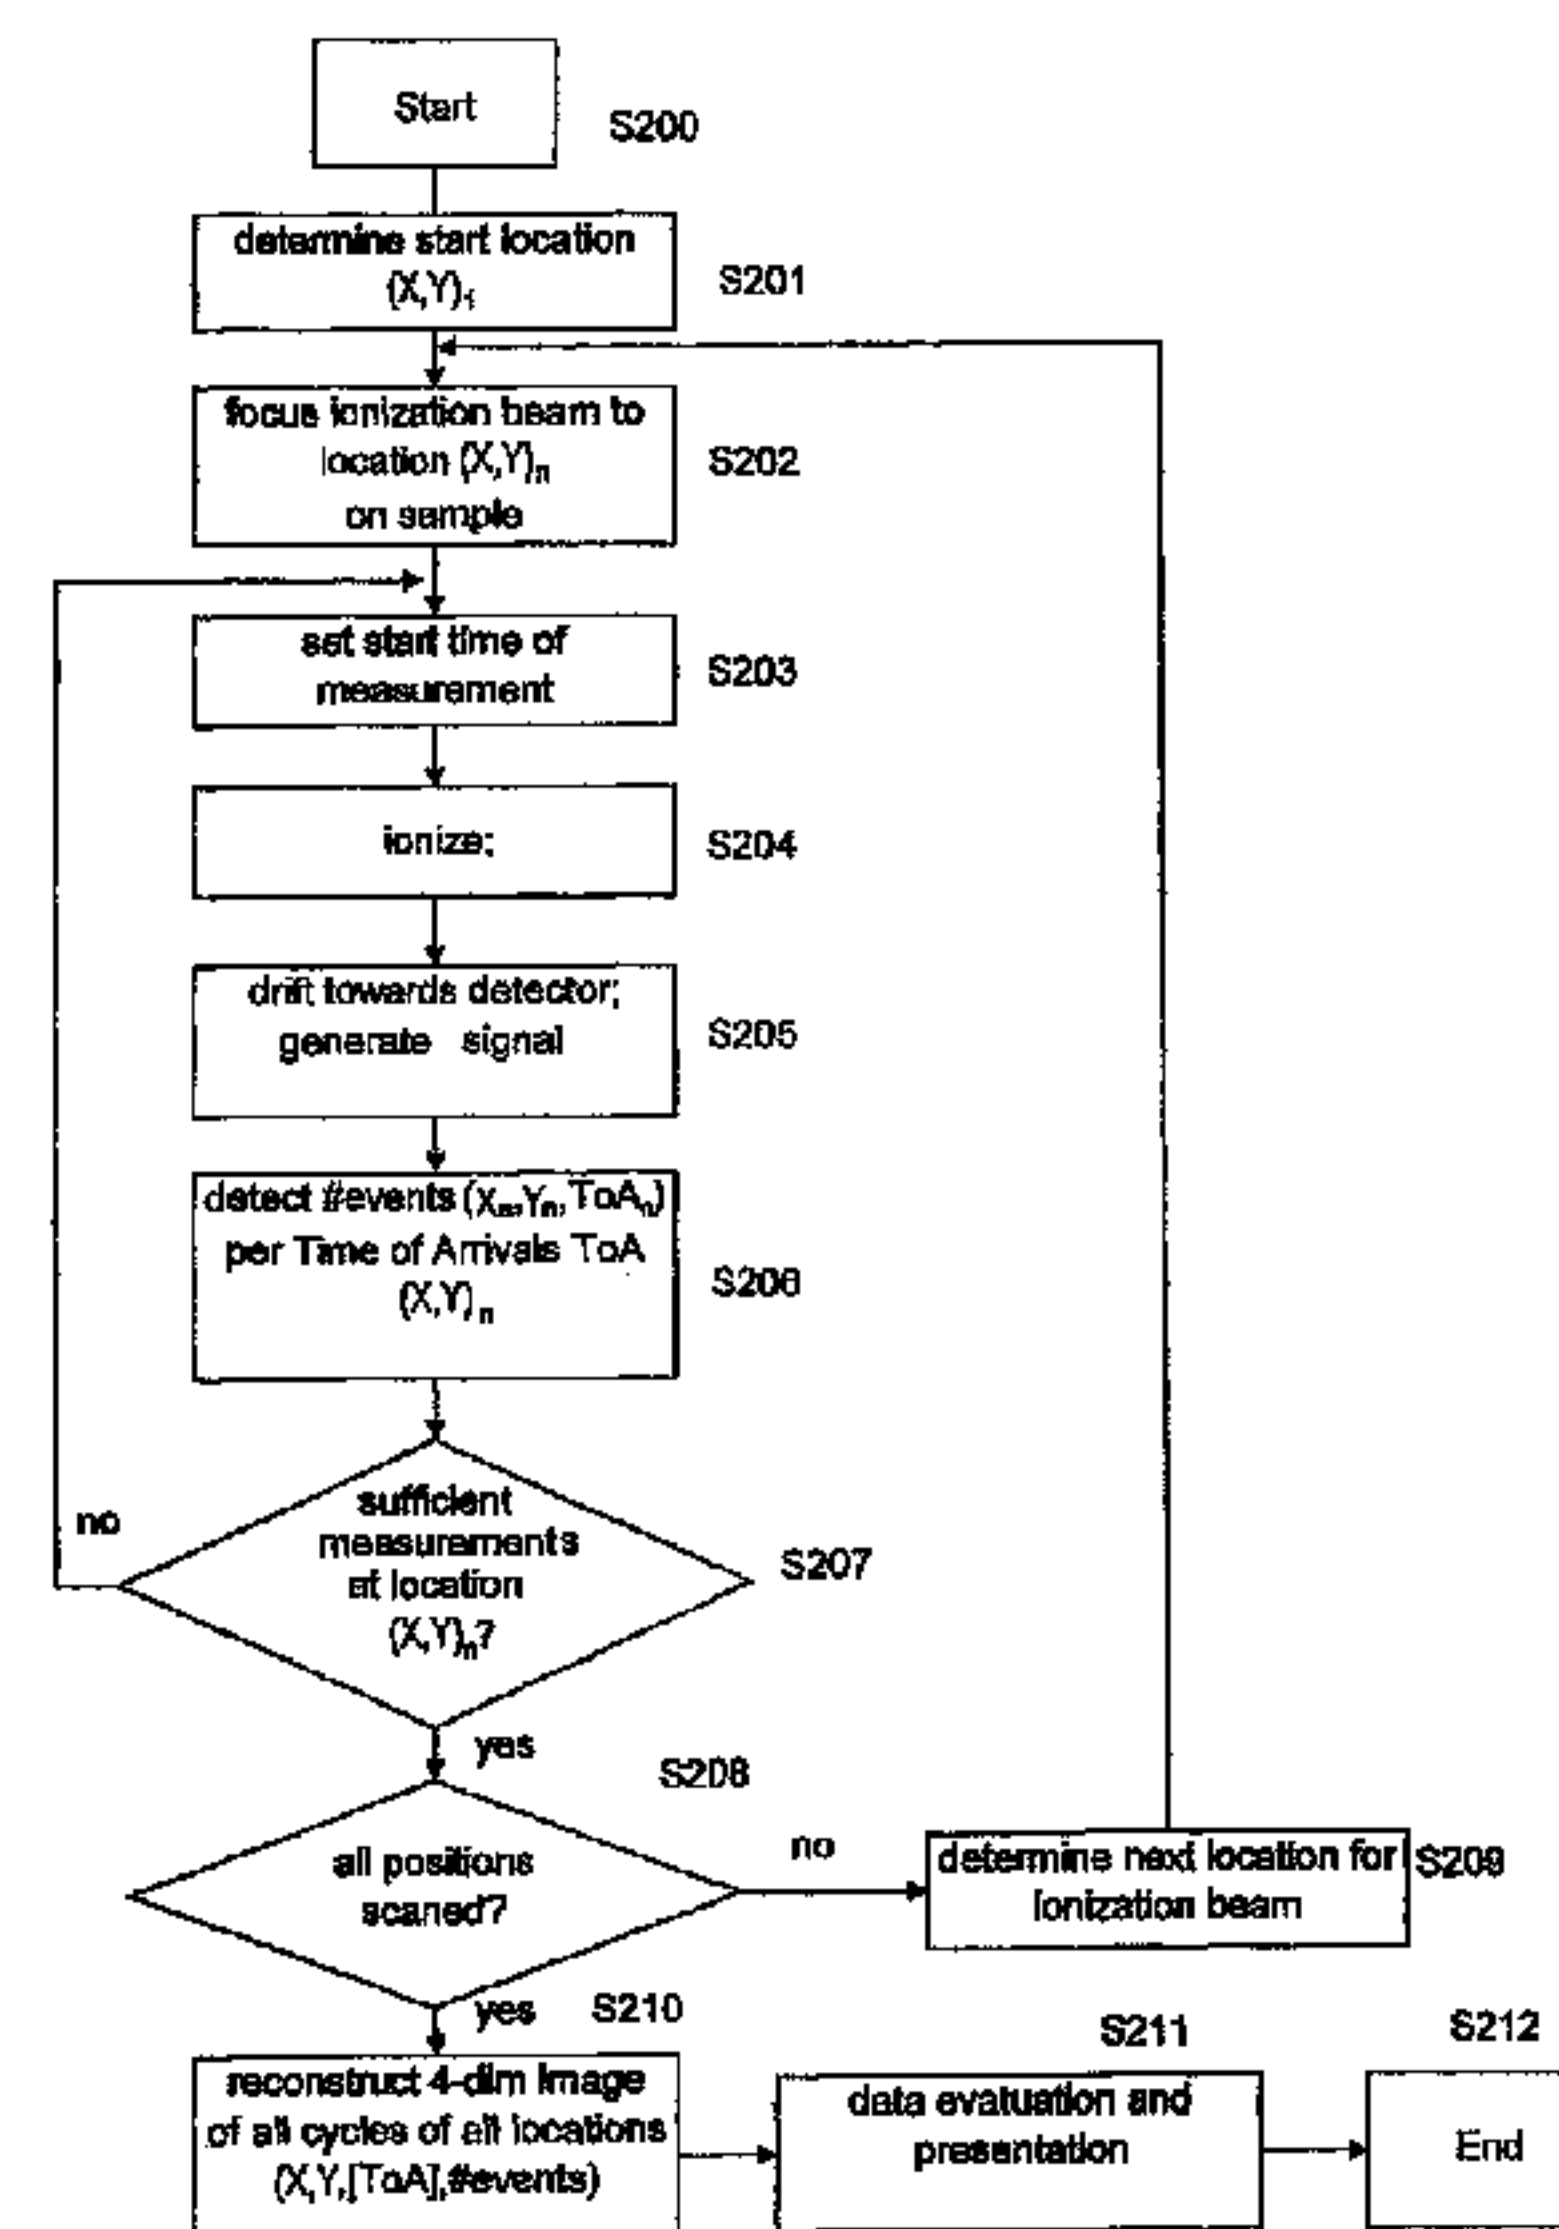 Start
S200
determine start location
(X,Y)₁
S201
focus ionization beam to
location (X,Y)ₙ
on sample
S202
set start time of
measurement
S203
ionize;
S204
drift towards detector;
generate signal
S205
detect #events (xₙ,Yₙ,ToAₙ)
per Time of Arrivals ToA
(X,Y)ₙ
S206
sufficient
measurements
at location
(X,Y)ₙ?
S207
no
yes
S208
all positions
scaned?
no
determine next location for
ionization beam
S209
yes
S210
reconstruct 4-dim image
of all cycles of all locations
(X,Y,[ToA],#events)
S211
data evaluation and
presentation
S212
End